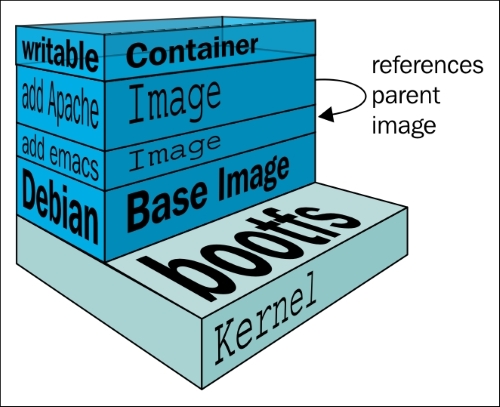 writable Container
add Apache Image
add emacs Image
Debian Base Image
references
parent
image
bootfs
Kernel